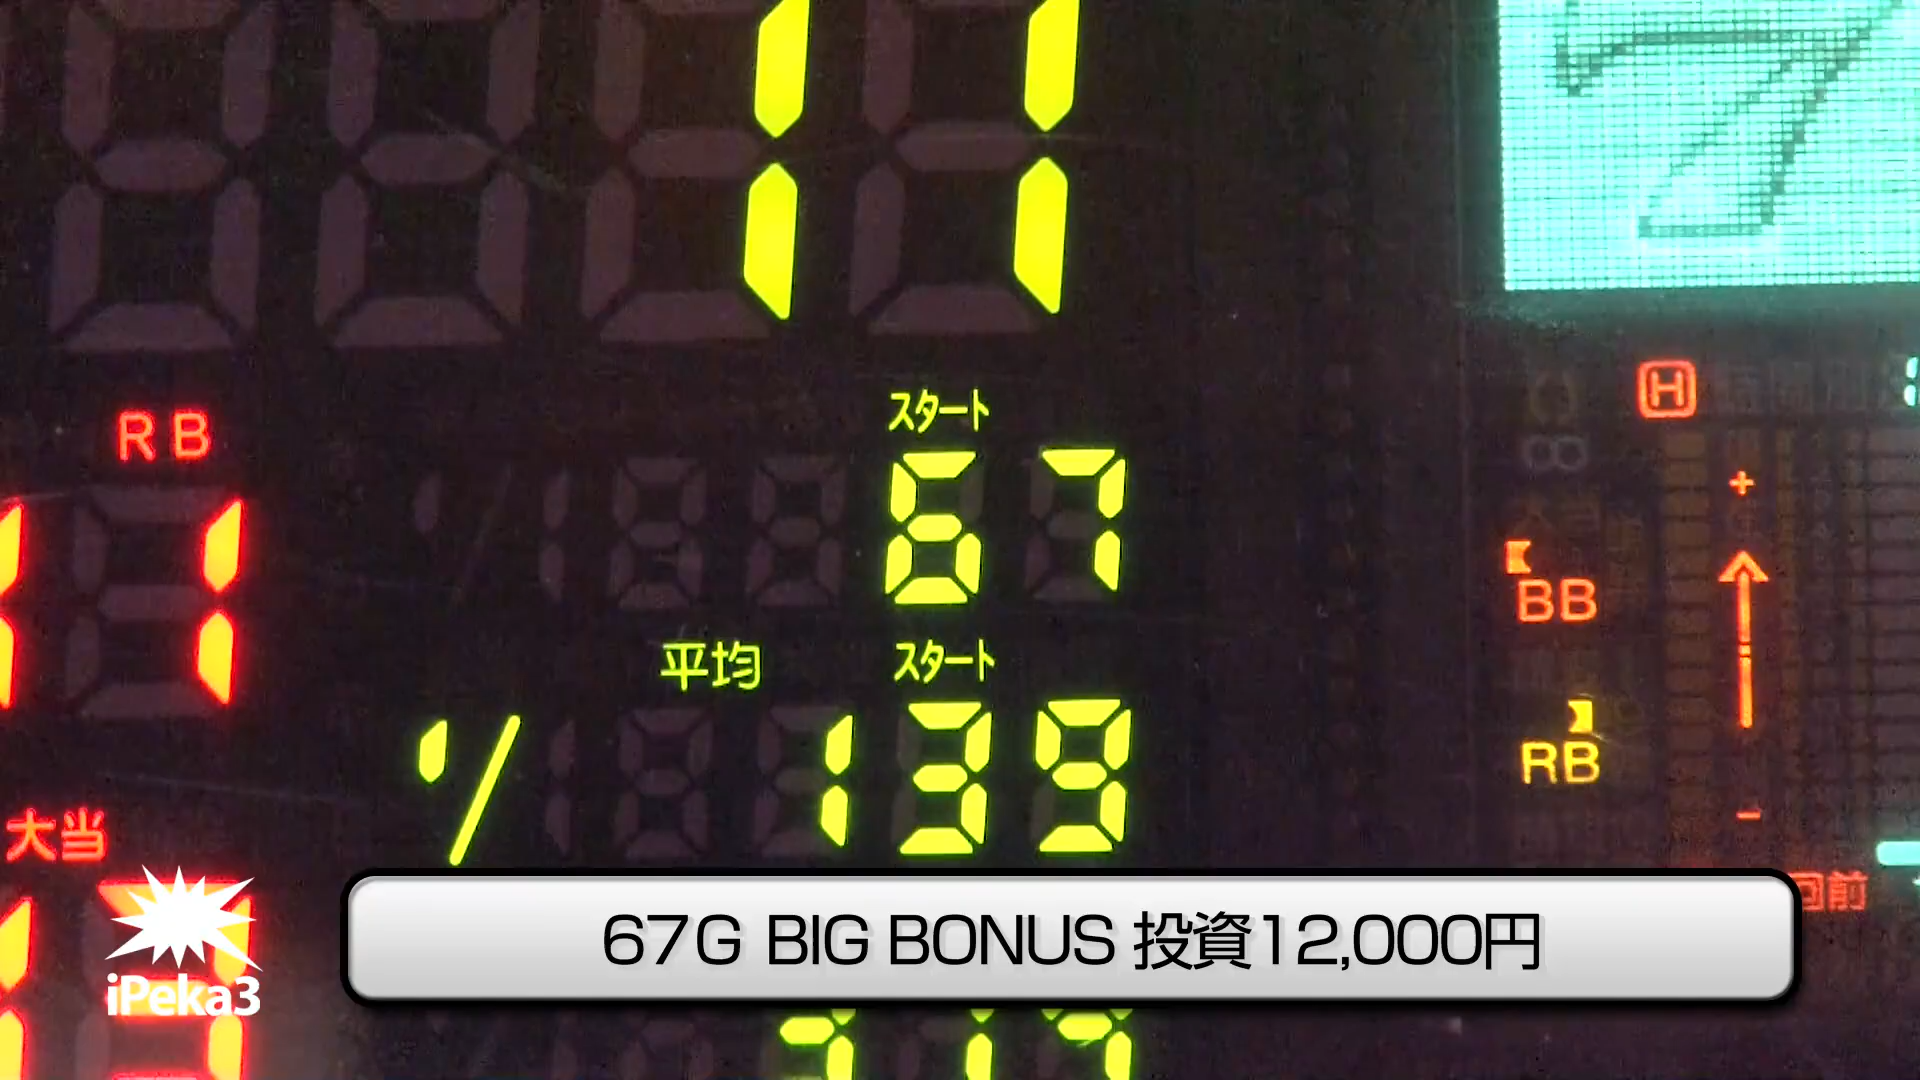 11
スタート
RB
67
11
BB
平均 スタート
1/139
RB
大当
回前
67G BIG BONUS 投資12,000円
iPeka3